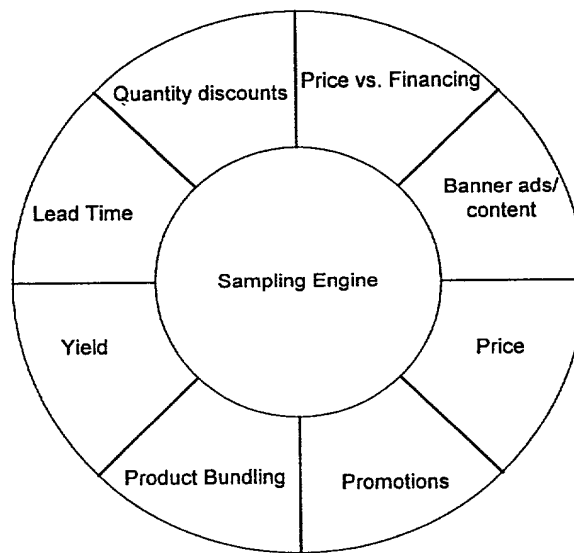 Quantity discounts
Price vs. Financing
Banner ads/
content
Lead Time
Sampling Engine
Yield
Price
Product Bundling
Promotions